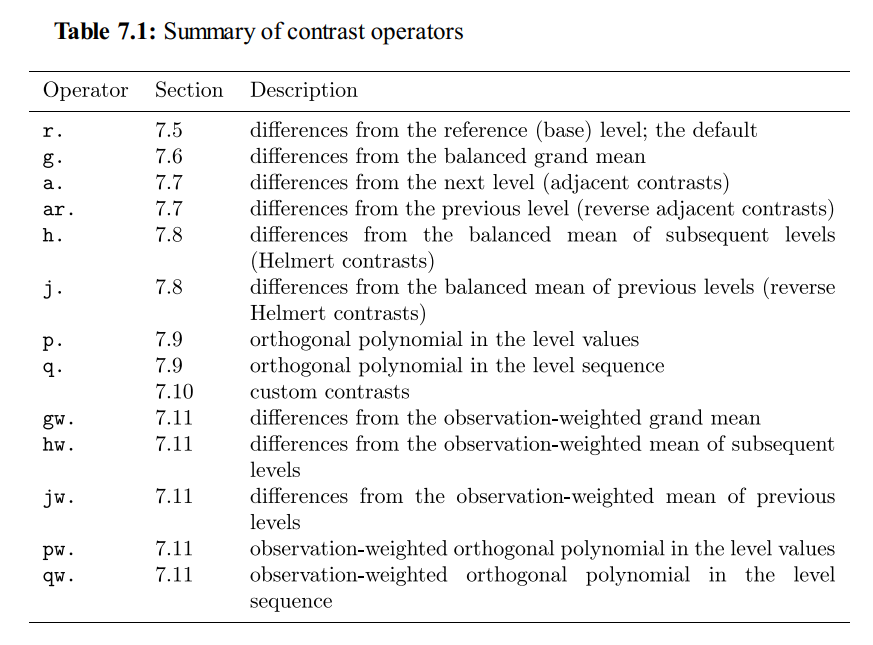 Table 7.1: Summary of contrast operators
Operator Section Description
r. 7.5 differences from the reference (base) level; the default
g. 7.6 differences from the balanced grand mean
a. 7.7 differences from the next level (adjacent contrasts)
ar. 7.7 differences from the previous level (reverse adjacent contrasts)
h. 7.8 differences from the balanced mean of subsequent levels
(Helmert contrasts)
j. 7.8 differences from the balanced mean of previous levels (reverse
Helmert contrasts)
p. 7.9 orthogonal polynomial in the level values
q. 7.9 orthogonal polynomial in the level sequence
7.10 custom contrasts
gw. 7.11 differences from the observation-weighted grand mean
hw. 7.11 differences from the observation-weighted mean of subsequent
levels
jw. 7.11 differences from the observation-weighted mean of previous
levels
pw. 7.11 observation-weighted orthogonal polynomial in the level values
qw. 7.11 observation-weighted orthogonal polynomial in the level
sequence